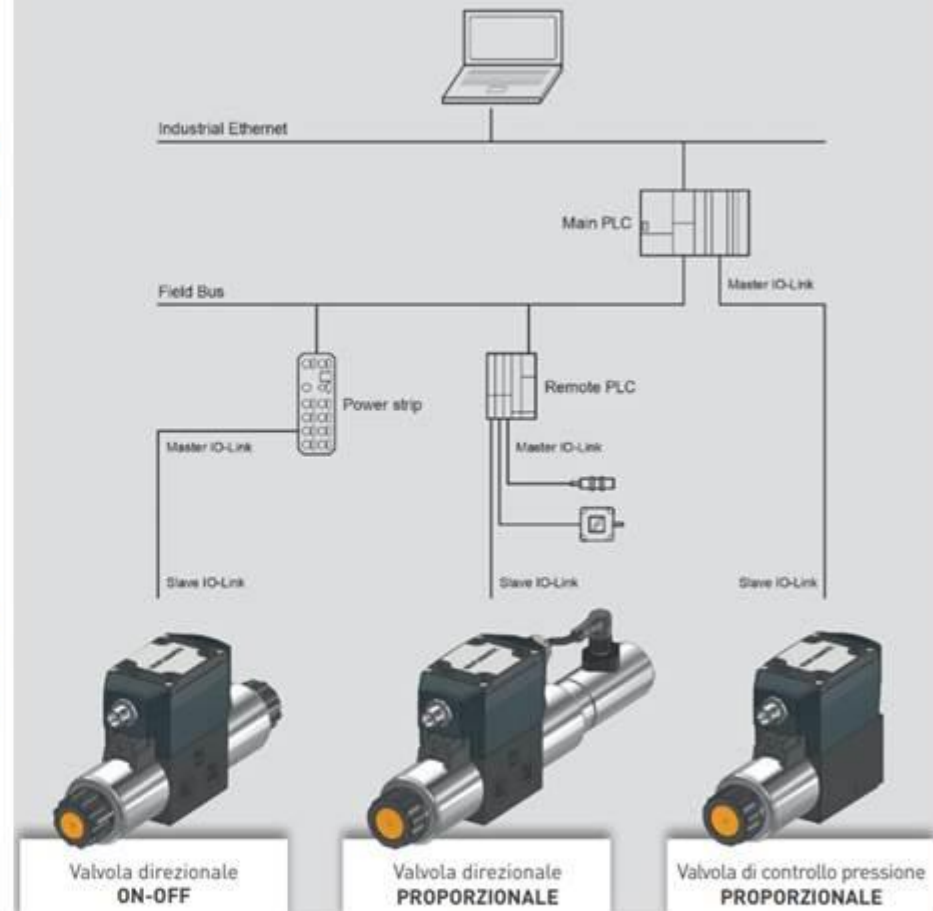 Industrial Ethernet
Main PLC
Master IO-Link
Field Bus
Power strip
Remote PLC
Master IO-Link
Master IO-Link
Slave IO-Link
Slave IO-Link
Slave IO-Link
Valvola direzionale
ON-OFF
Valvola direzionale
PROPORZIONALE
Valvola di controllo pressione
PROPORZIONALE